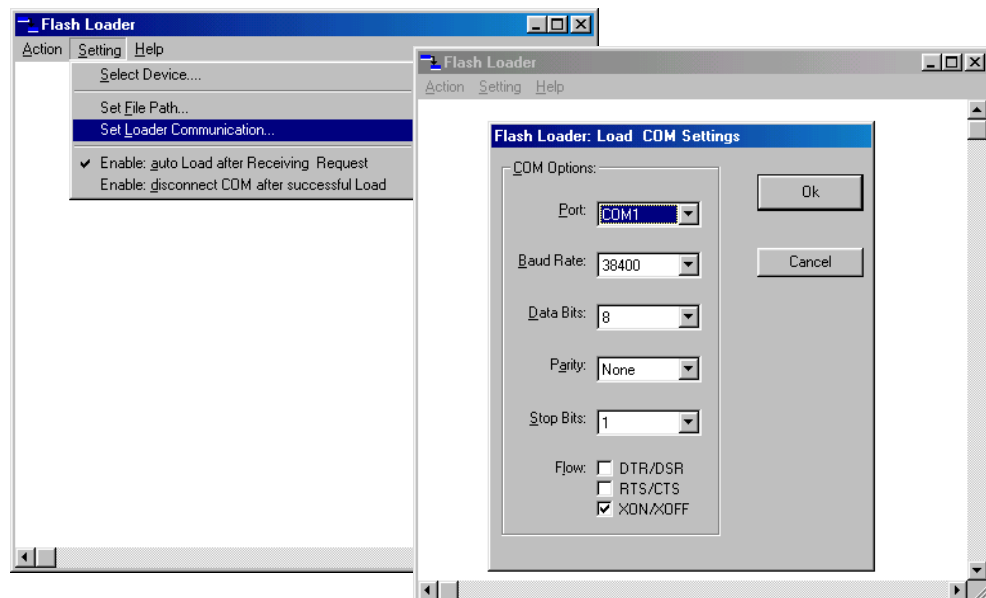 Flash Loader
Action Setting Help
Select Device....
Set File Path...
Set Loader Communication...
Enable: auto Load after Receiving Request
Enable: disconnect COM after successful Load
Flash Loader
Action Setting Help
Flash Loader: Load COM Settings
COM Options:
Port: COM1
Baud Rate: 38400
Data Bits: 8
Parity: None
Stop Bits: 1
Flow: DTR/DSR
RTS/CTS
XON/XOFF
Ok
Cancel